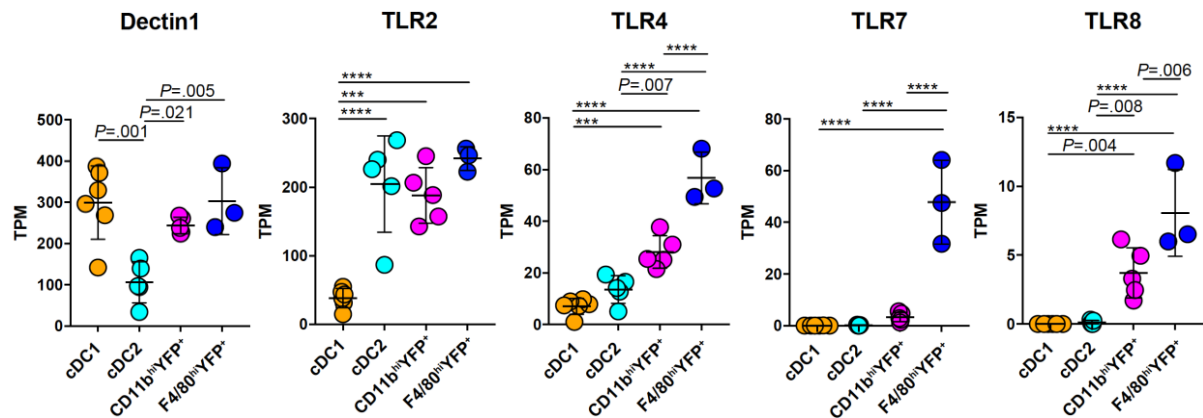 Dectin1
P=.005
P=.021
P=.001
TPM
500
400
300
200
100
0
cDC1
cDC2
CD11bʰⁱYFP⁺
F4/80ʰⁱYFP⁺
TLR2
****
***
****
TPM
300
200
100
0
cDC1
cDC2
CD11bʰⁱYFP⁺
F4/80ʰⁱYFP⁺
TLR4
****
****
P=.007
****
***
TPM
80
60
40
20
0
cDC1
cDC2
CD11bʰⁱYFP⁺
F4/80ʰⁱYFP⁺
TLR7
****
****
****
TPM
80
60
40
20
0
cDC1
cDC2
CD11bʰⁱYFP⁺
F4/80ʰⁱYFP⁺
TLR8
P=.006
****
P=.008
****
P=.004
TPM
15
10
5
0
cDC1
cDC2
CD11bʰⁱYFP⁺
F4/80ʰⁱYFP⁺